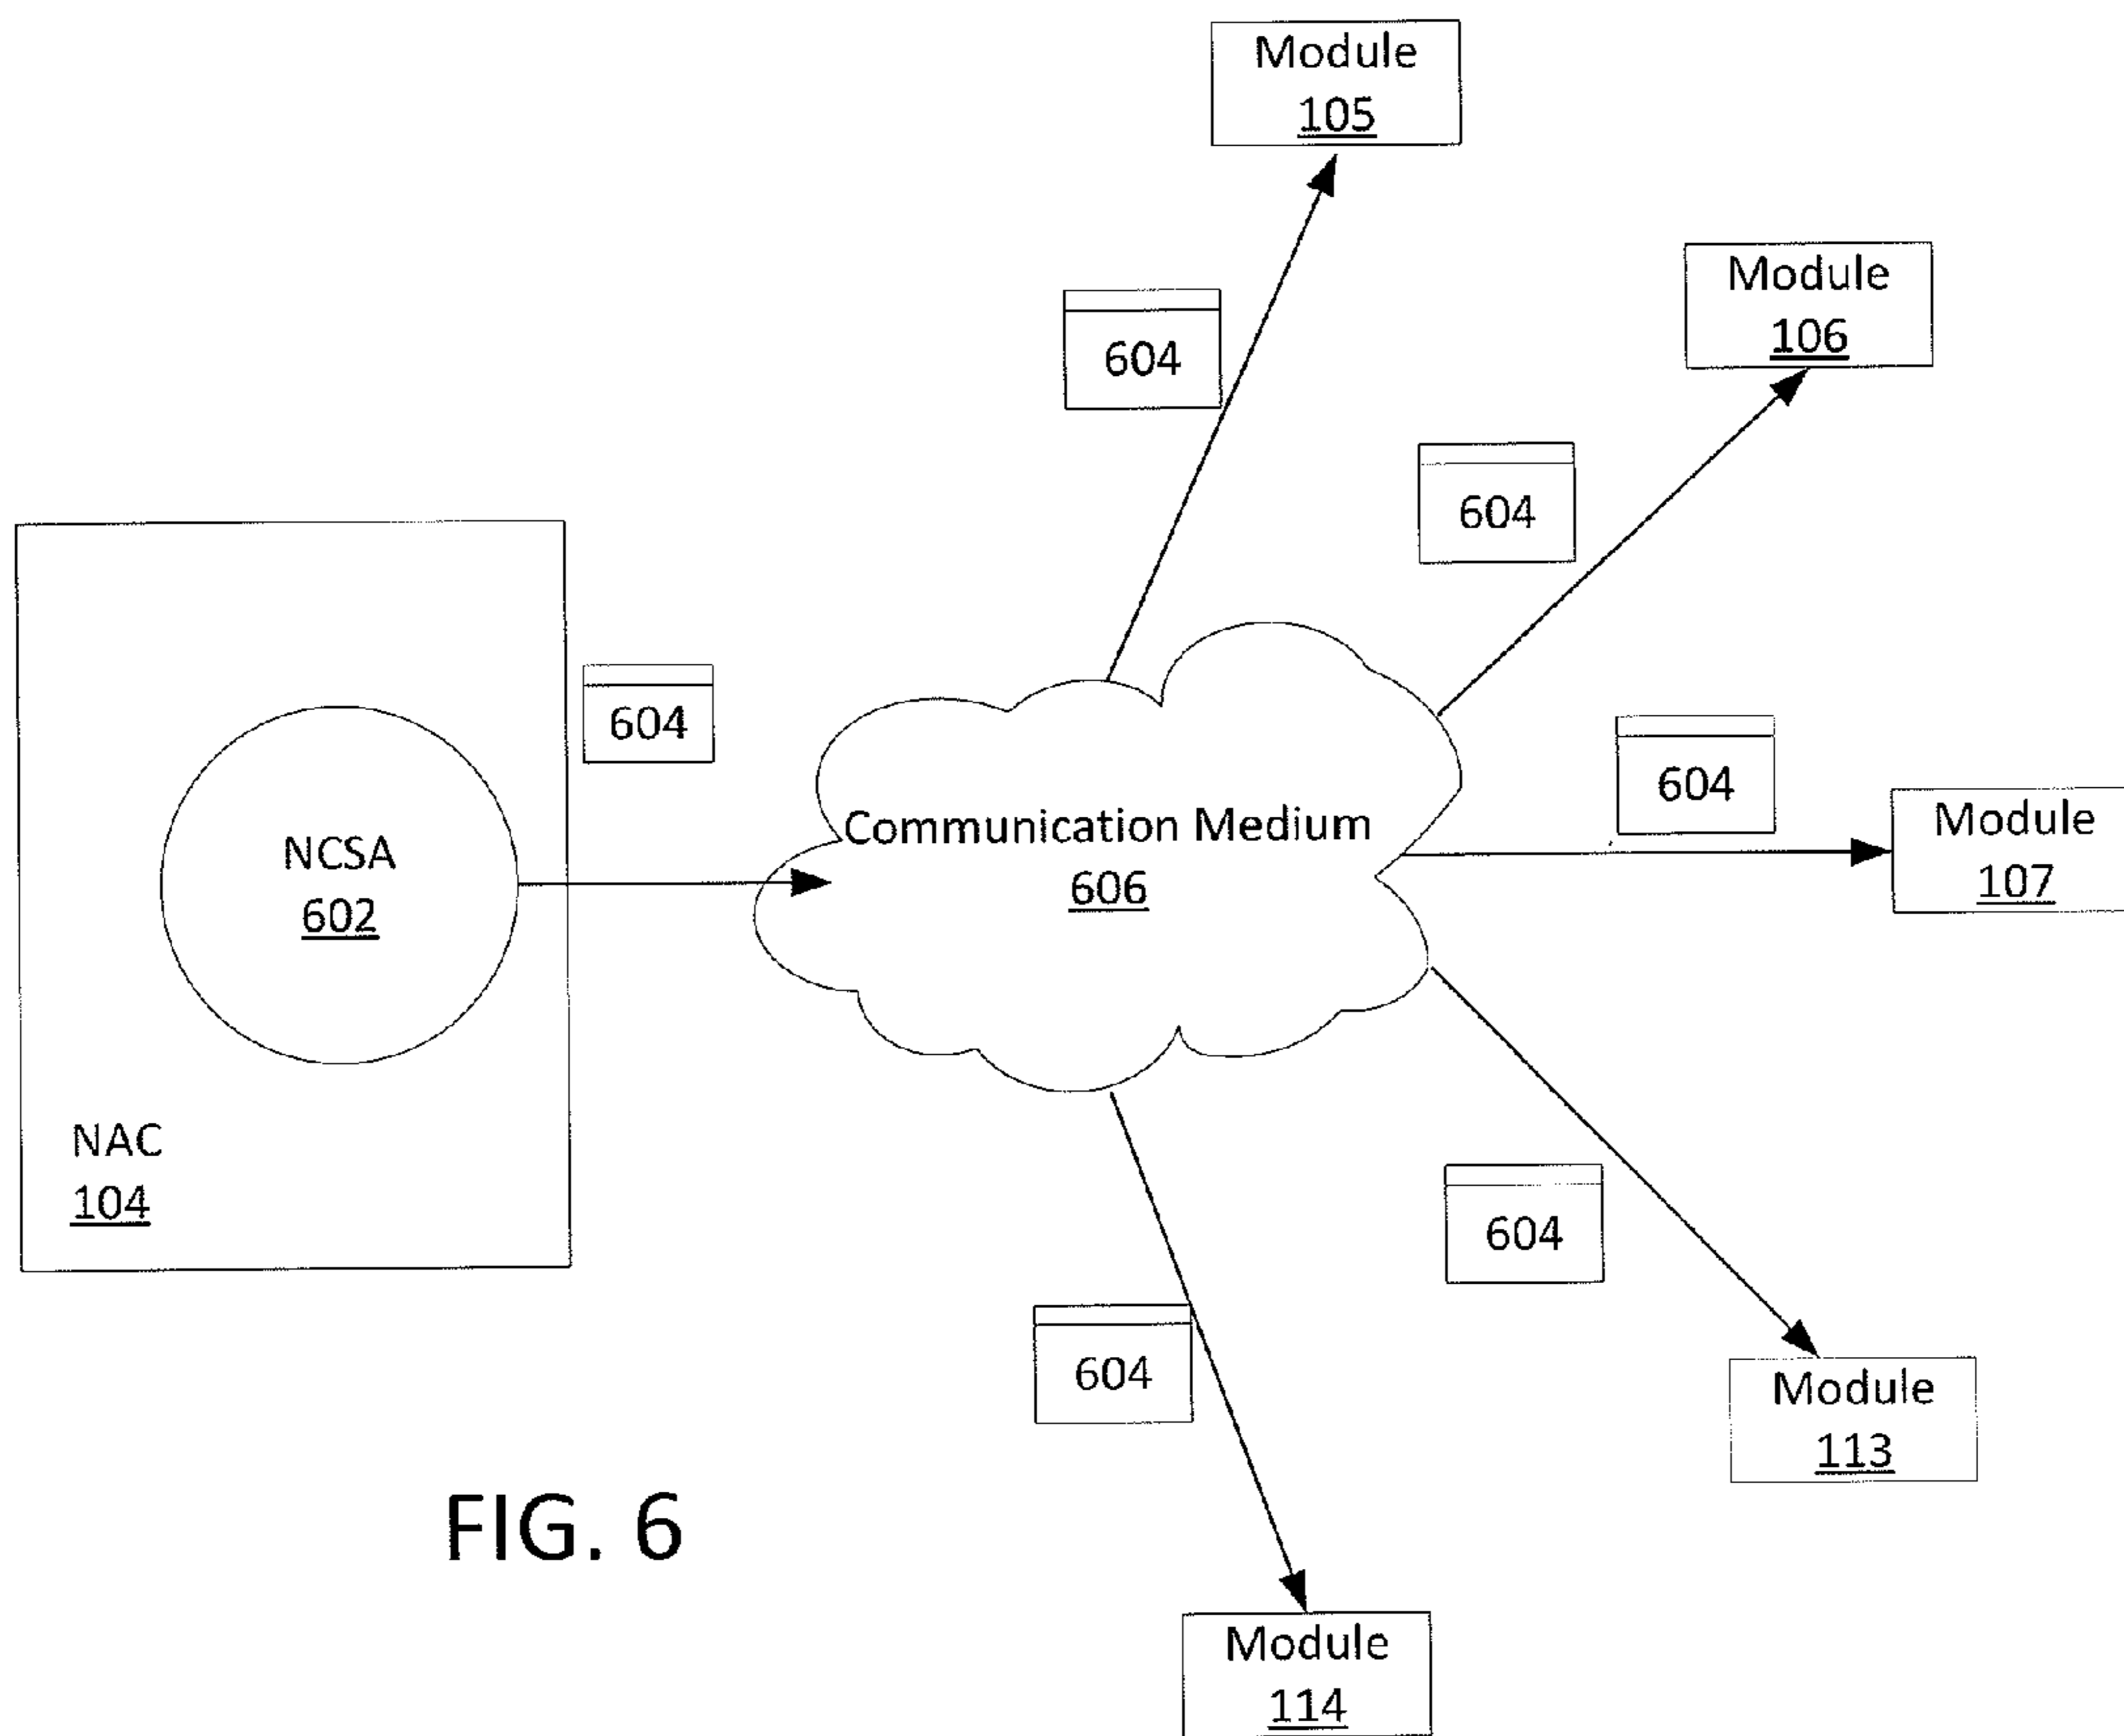 Module
105
Module
106
604
604
604
604
Module
107
NCSA
602
Communication Medium
606
NAC
104
604
604
Module
113
FIG. 6
Module
114